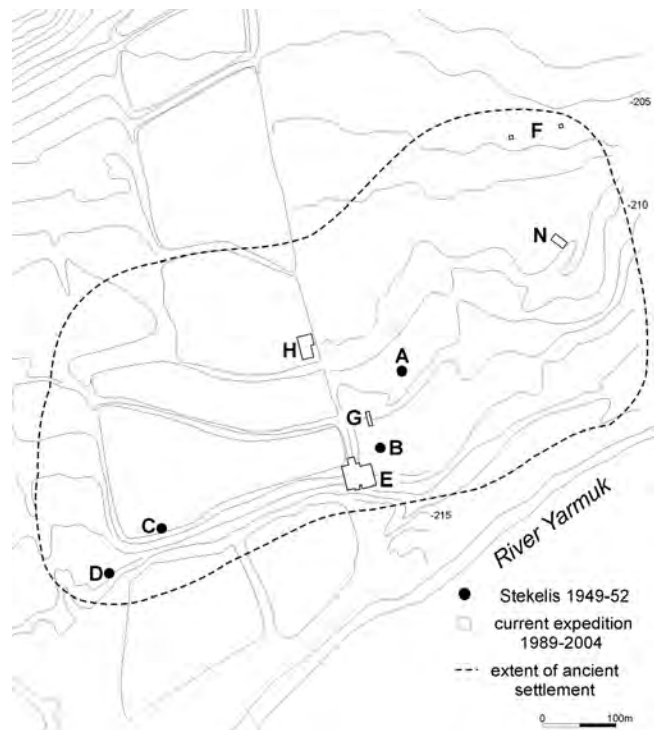 -205
F
-210
N
H
A
G
B
E
-215
C
D
River Yarmuk
Stekelis 1949-52
current expedition
1989-2004
extent of ancient
settlement
0 100m